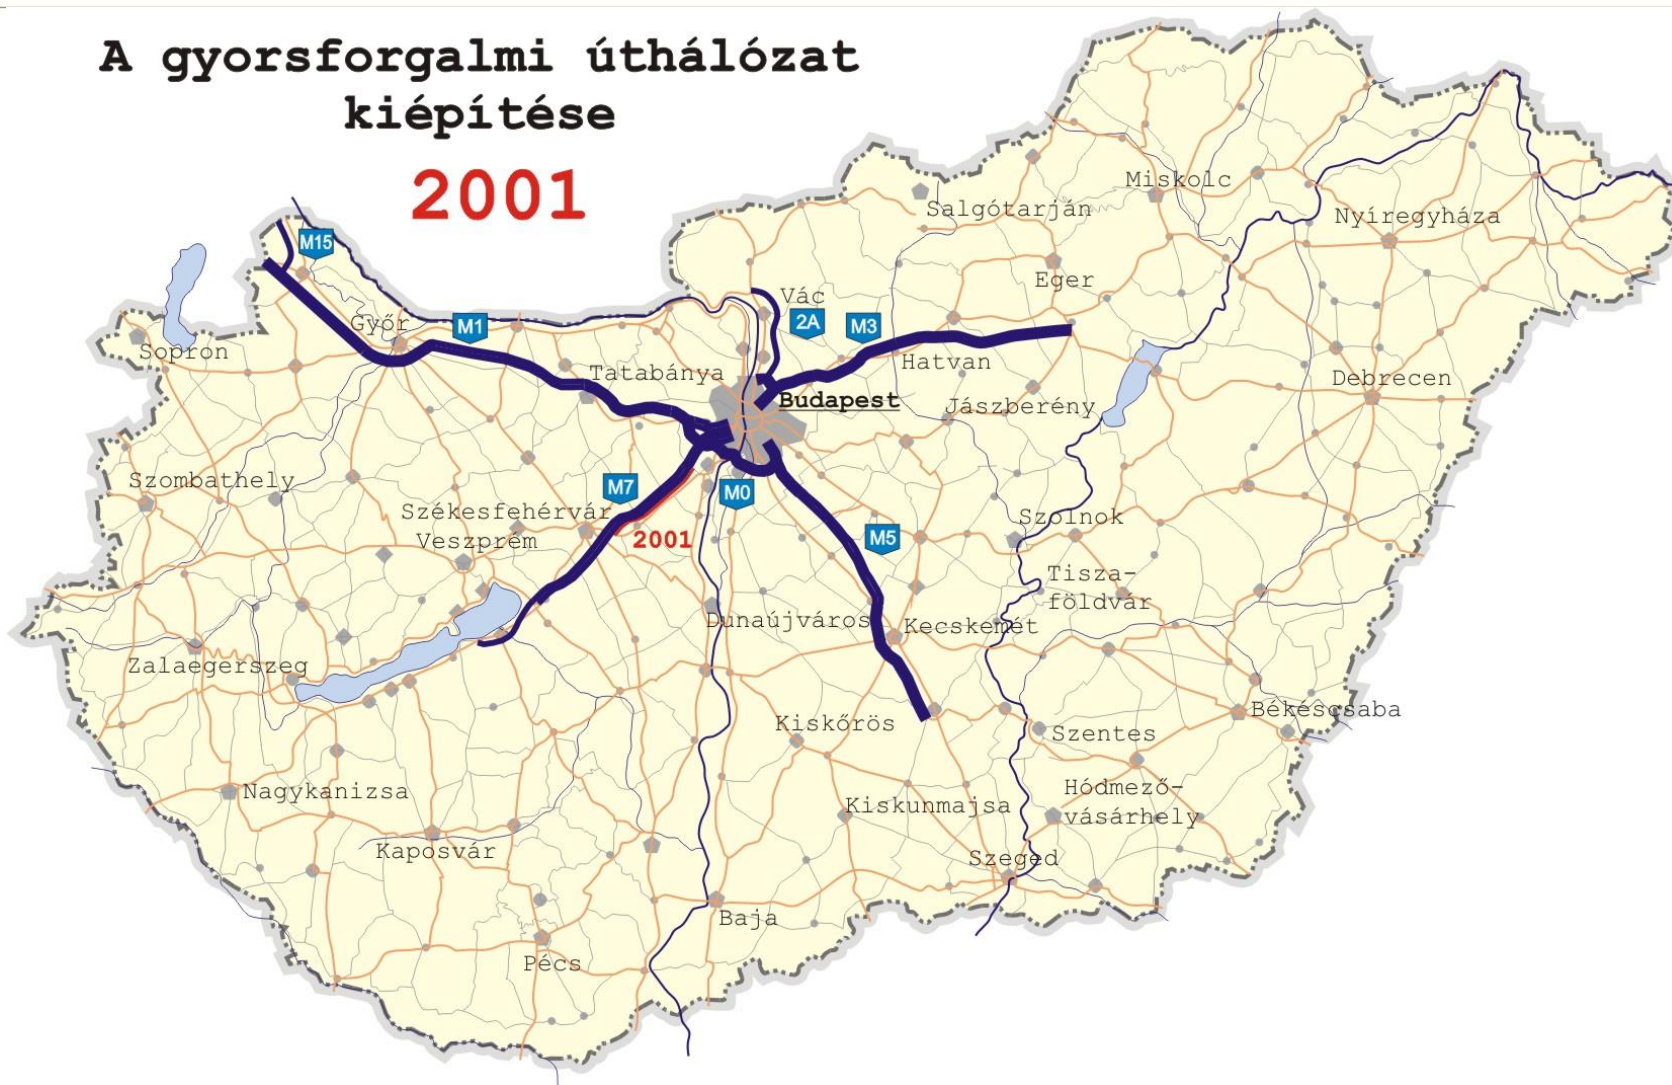 A gyorsforgalmi úthálózat
kiépítése
2001
M15
Miskolc
Salgótarján
Nyíregyháza
Eger
Vác
2A
M3
M1
Győr
Sopron
Hatvan
Tatabánya
Debrecen
Budapest
Jászberény
Szombathely
M7
M0
Székesfehérvár
Veszprém
2001
M5
Szolnok
Tisza-
földvár
Dunaújváros
Kecskemét
Zalaegerszeg
Békéscsaba
Kiskőrös
Szentes
Nagykanizsa
Hódmező-
vásárhely
Kiskunmajsa
Kaposvár
Szeged
Baja
Pécs